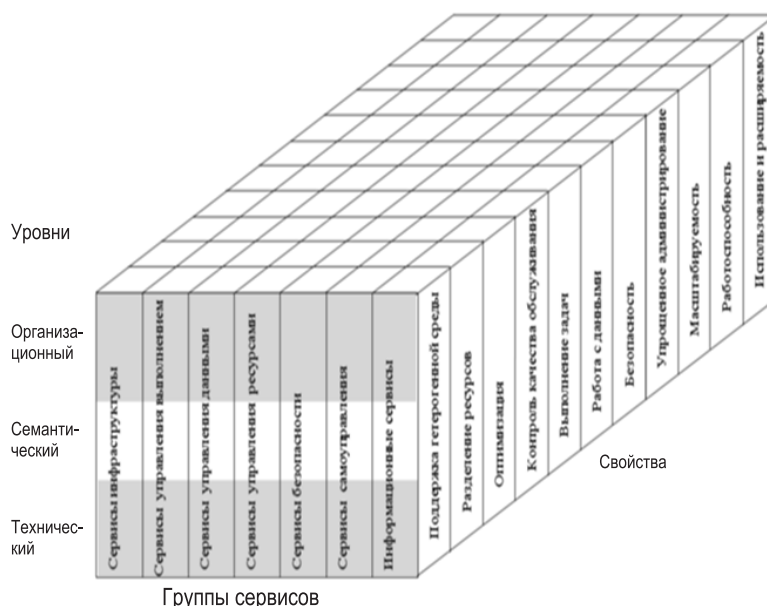 Уровни
Организа-
ционный
Семанти-
ческий
Техничес-
кий
Сервисы инфраструктуры
Сервисы управления выполнением
Сервисы управления данными
Сервисы управления ресурсами
Сервисы безопасности
Сервисы самоуправления
Информационные сервисы
Группы сервисов
Поддержка гетерогенной среды
Разделение ресурсов
Оптимизация
Контроль качества обслуживания
Выполнение задач
Работа с данными
Безопасность
Упрощенное администрирование
Масштабируемость
Работоспособность
Использование и расширяемость
Свойства